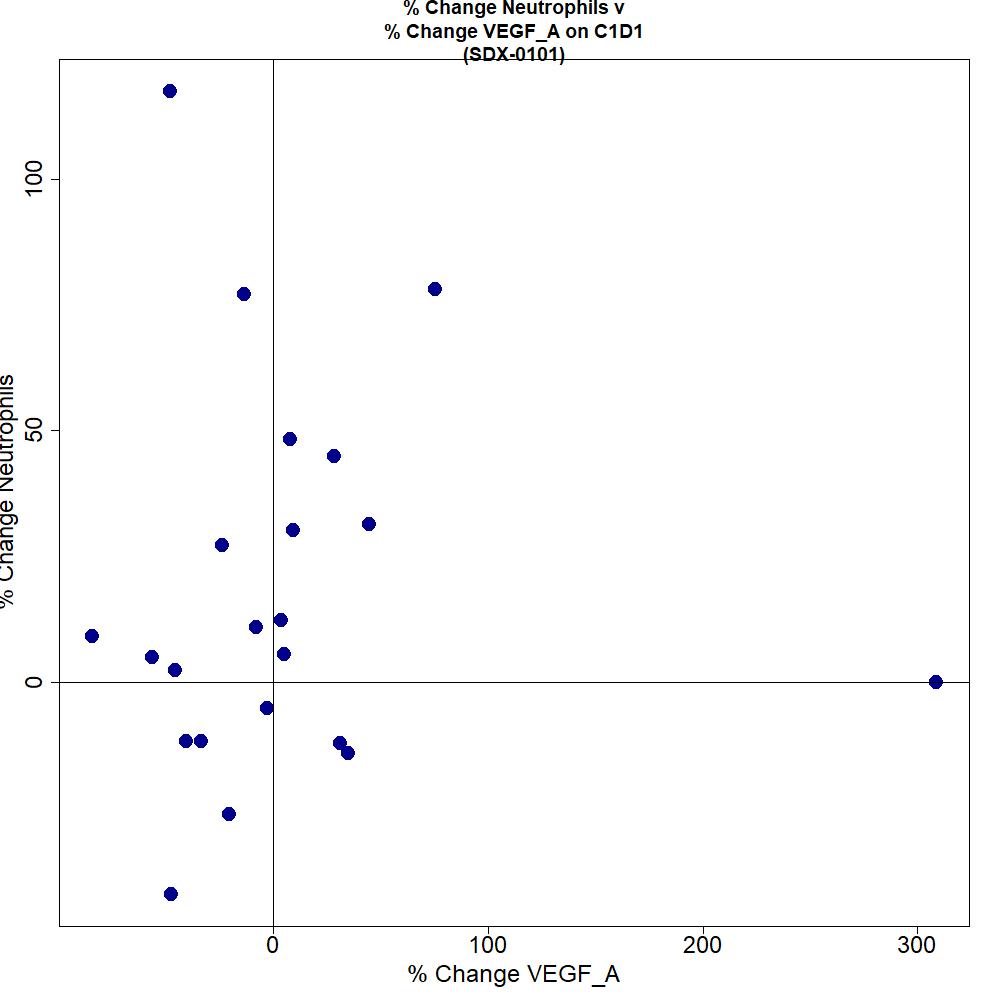 % Change Neutrophils v
% Change VEGF_A on C1D1
(SDX-0101)
% Change Neutrophils
100
50
0
0 100 200 300
% Change VEGF_A